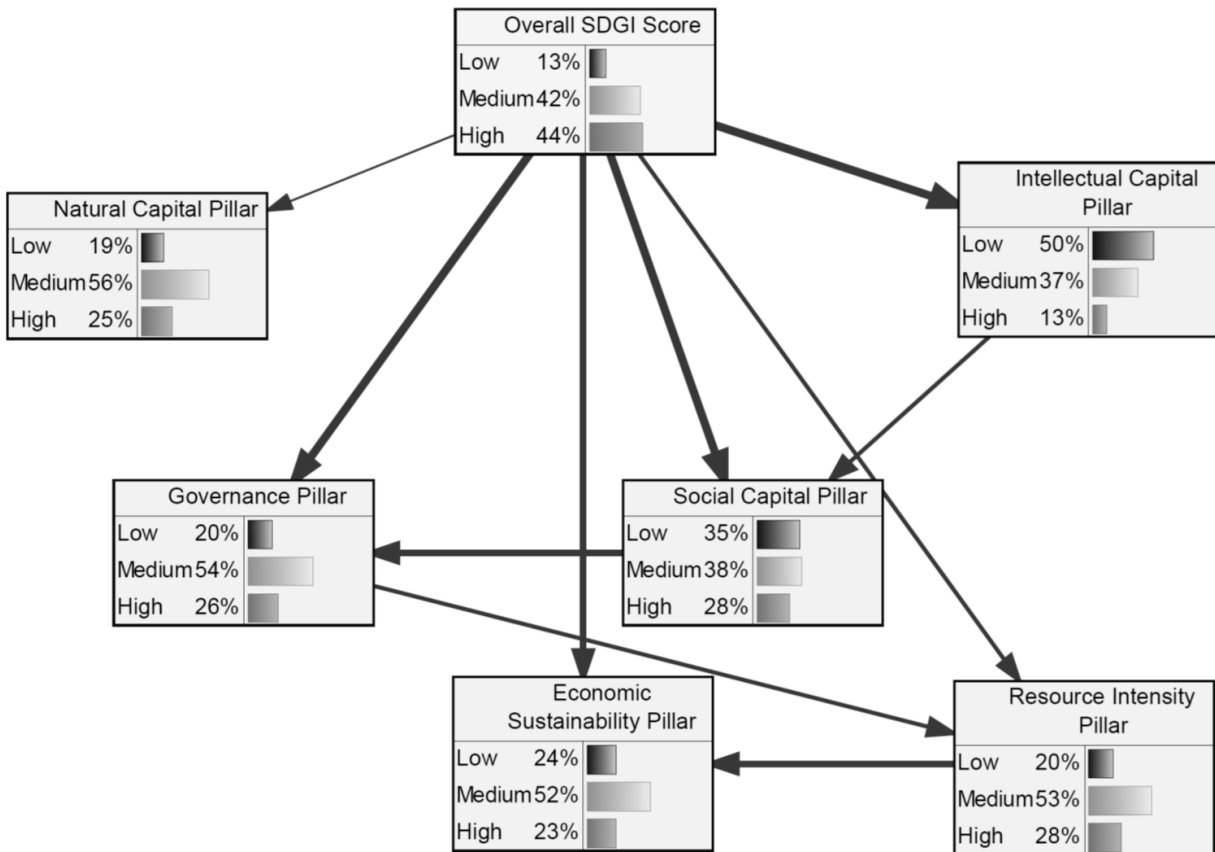 Overall SDGI Score
Low 13%
Medium 42%
High 44%
Natural Capital Pillar
Low 19%
Medium 56%
High 25%
Intellectual Capital
Pillar
Low 50%
Medium 37%
High 13%
Governance Pillar
Low 20%
Medium 54%
High 26%
Social Capital Pillar
Low 35%
Medium 38%
High 28%
Economic
Sustainability Pillar
Low 24%
Medium 52%
High 23%
Resource Intensity
Pillar
Low 20%
Medium 53%
High 28%